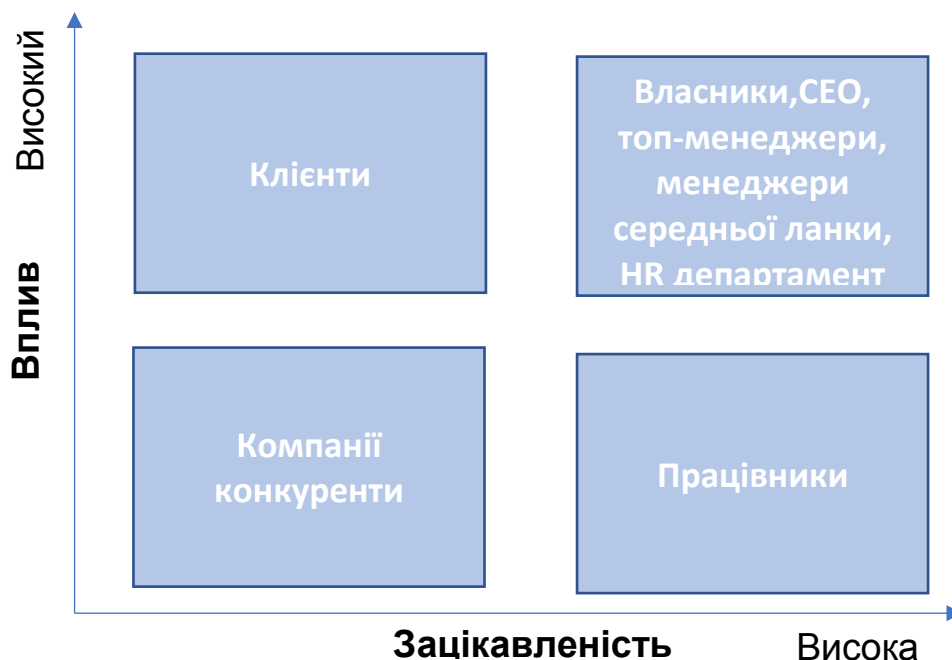 Високий
Вплив
Клієнти
Власники,CEO,
топ-менеджери,
менеджери
середньої ланки,
HR департамент
Компанії
конкуренти
Працівники
Зацікавленість
Висока